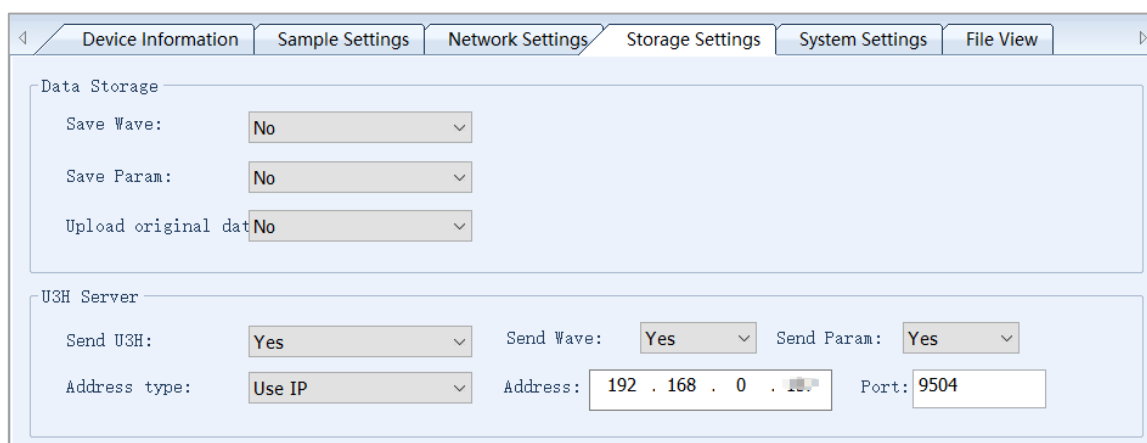 Device Information Sample Settings Network Settings Storage Settings System Settings File View
Data Storage
Save Wave: No
Save Param: No
Upload original dat No
U3H Server
Send U3H: Yes Send Wave: Yes Send Param: Yes
Address type: Use IP Address: 192 . 168 . 0 . Port: 9504